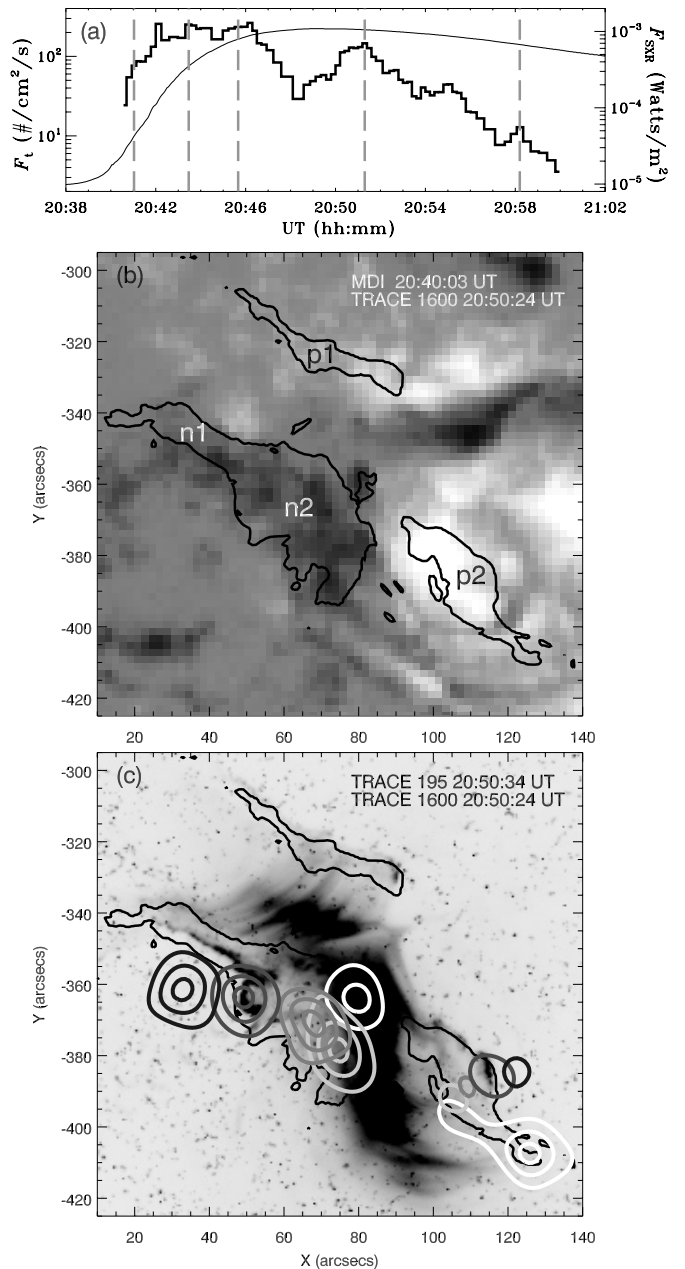 (a)
F_t (#/cm²/s)
10²
10¹
10⁻³
10⁻⁴
10⁻⁵
F_SXR (Watts/m²)
20:38 20:42 20:46 20:50 20:54 20:58 21:02
UT (hh:mm)
(b)
MDI 20:40:03 UT
TRACE 1600 20:50:24 UT
p1
n1
n2
p2
-300
-320
-340
-360
-380
-400
-420
Y (arcsecs)
20 40 60 80 100 120 140
(c)
TRACE 195 20:50:34 UT
TRACE 1600 20:50:24 UT
-300
-320
-340
-360
-380
-400
-420
Y (arcsecs)
20 40 60 80 100 120 140
X (arcsecs)